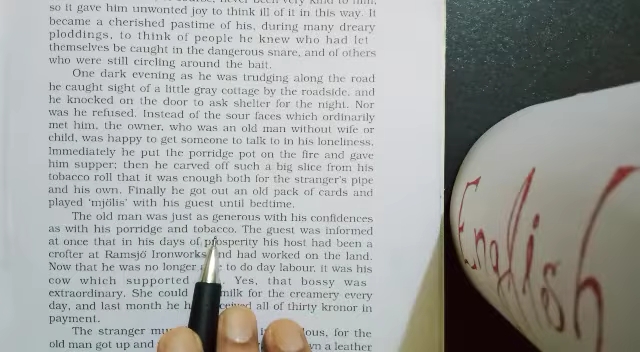 so it gave him unwonted joy to think ill of it in this way. It
became a cherished pastime of his, during many dreary
ploddings, to think of people he knew who had let
themselves be caught in the dangerous snare, and of others
who were still circling around the bait.
One dark evening as he was trudging along the road
he caught sight of a little gray cottage by the roadside, and
he knocked on the door to ask shelter for the night. Nor
was he refused. Instead of the sour faces which ordinarily
met him, the owner, who was an old man without wife or
child, was happy to get someone to talk to in his loneliness.
Immediately he put the porridge pot on the fire and gave
him supper; then he carved off such a big slice from his
tobacco roll that it was enough both for the stranger's pipe
and his own. Finally he got out an old pack of cards and
played 'mjölis' with his guest until bedtime.
The old man was just as generous with his confidences
as with his porridge and tobacco. The guest was informed
at once that in his days of prosperity his host had been a
crofter at Ramsjö Ironworks and had worked on the land.
Now that he was no longer to do day labour, it was his
cow which supported Yes, that bossy was
extraordinary. She could milk for the creamery every
day, and last month he all of thirty kronor in
payment.
The stranger for the
old man got up and a leather
English